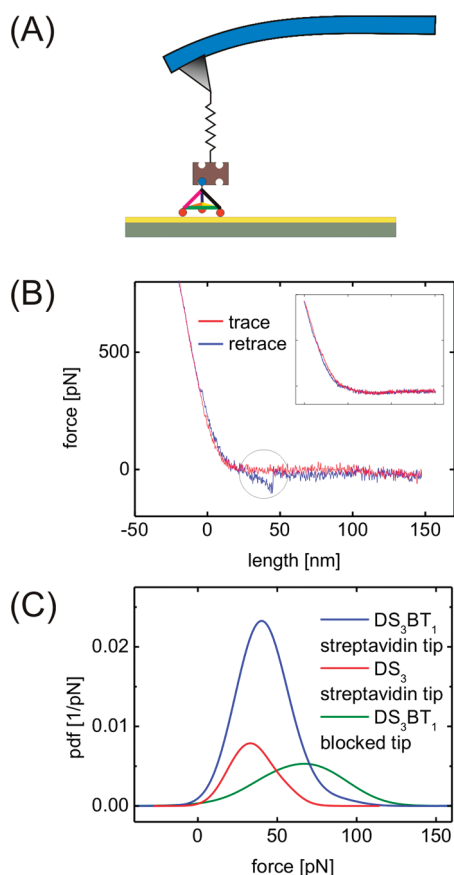 (A)
(B)
force [pN]
500
0
trace
retrace
-50
0
50
100
150
length [nm]
(C)
pdf [1/pN]
0.02
0.01
0.00
DS₃BT₁
streptavidin tip
DS₃
streptavidin tip
DS₃BT₁
blocked tip
0
50
100
150
force [pN]